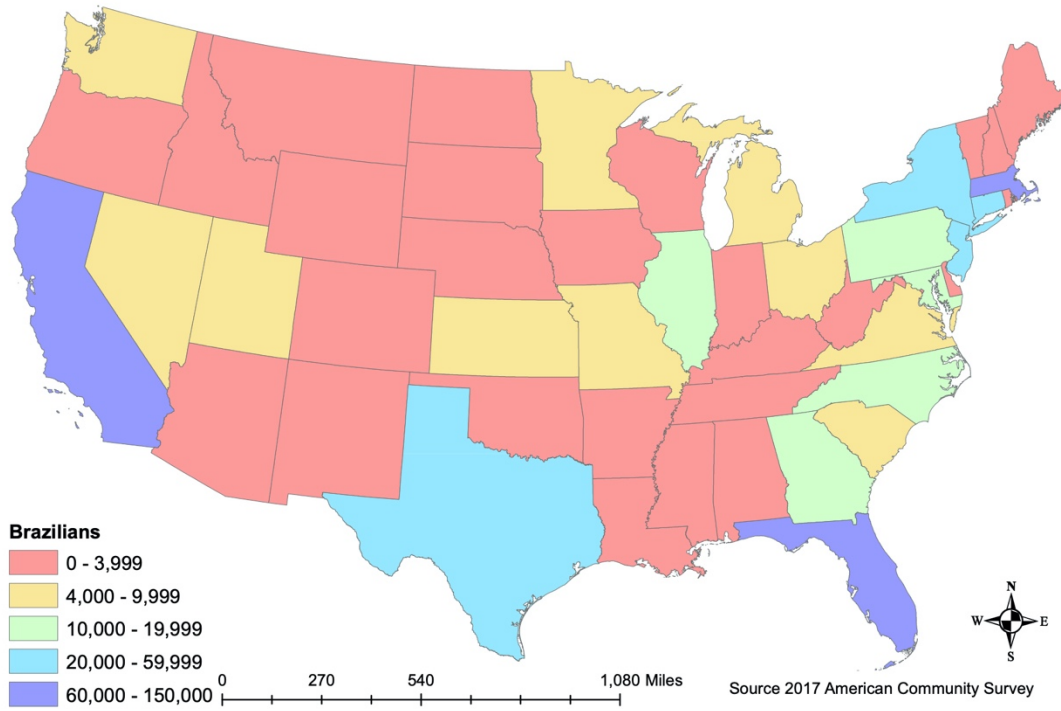 Brazilians
0 - 3,999
4,000 - 9,999
10,000 - 19,999
20,000 - 59,999
60,000 - 150,000
0 270 540 1,080 Miles
N
W E
S
Source 2017 American Community Survey